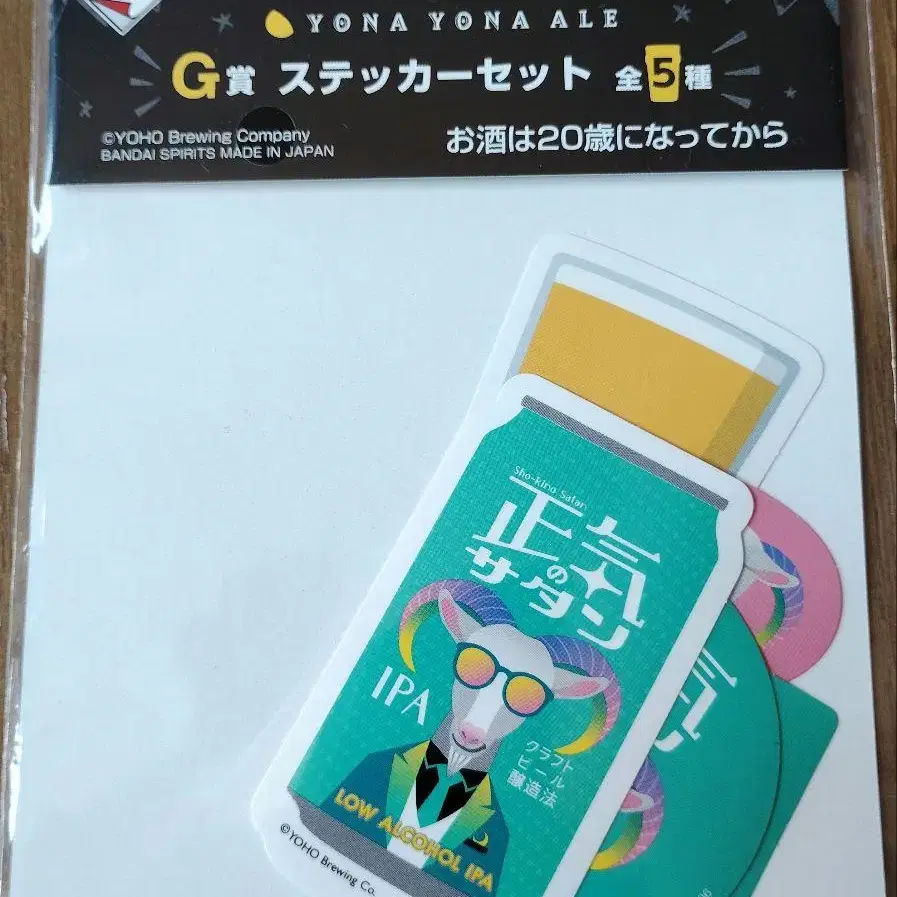 YONA YONA ALE
G賞 ステッカーセット 全5種
©YOHO Brewing Company
BANDAI SPIRITS MADE IN JAPAN
お酒は20歳になってから
Sho-kino Satan
正気の
サタン
IPA
クラフト
ビール
醸造法
LOW ALCOHOL IPA
©YOHO Brewing Co.
気